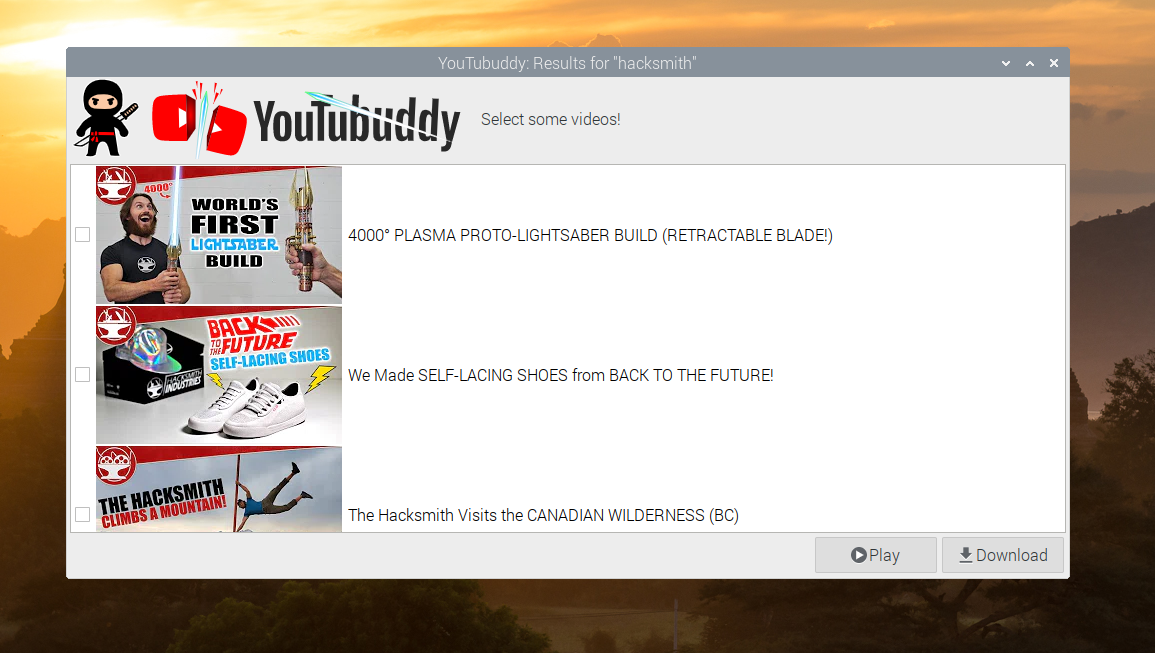 YouTubuddy: Results for "hacksmith"
YouTubuddy
Select some videos!
4000°
WORLD'S
FIRST
LIGHTSABER
BUILD
4000° PLASMA PROTO-LIGHTSABER BUILD (RETRACTABLE BLADE!)
BACK
TO THE FUTURE
SELF-LACING SHOES
HACKSMITH
INDUSTRIES
We Made SELF-LACING SHOES from BACK TO THE FUTURE!
THE HACKSMITH
CLIMBS A MOUNTAIN!
The Hacksmith Visits the CANADIAN WILDERNESS (BC)
Play
Download